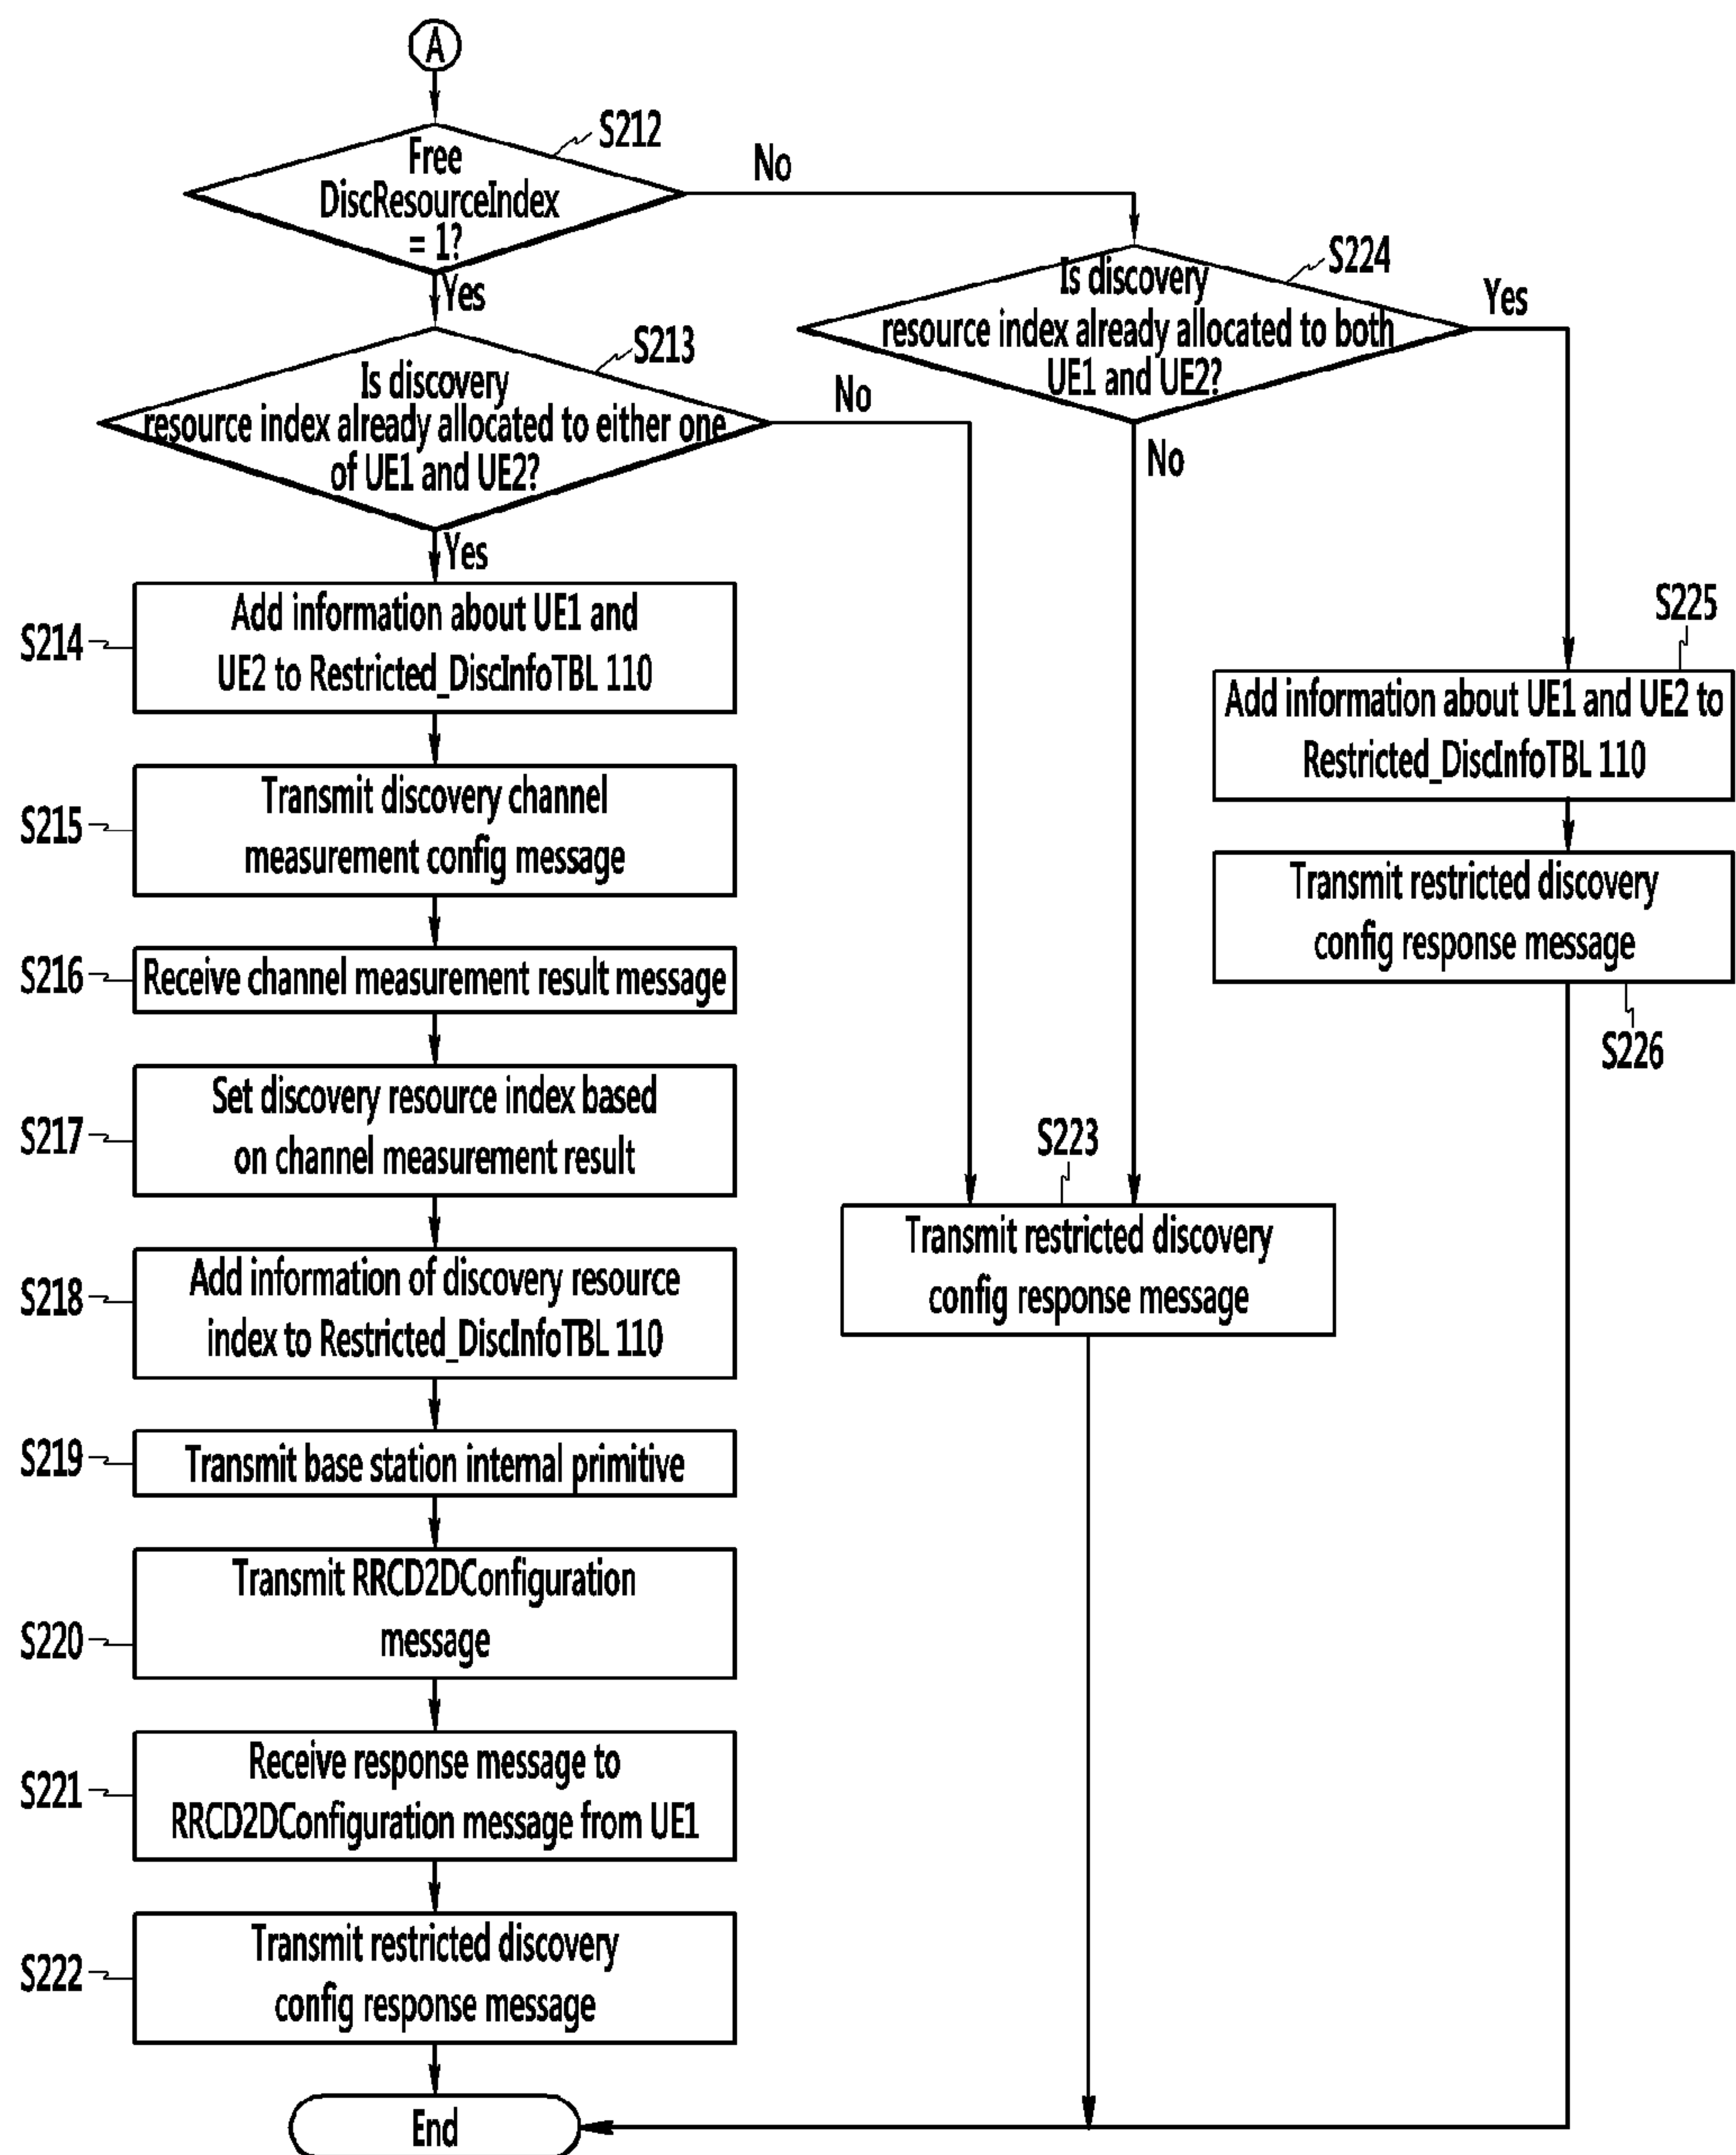 A
S212
Free
DiscResourceIndex
= 1?
No
Yes
S224
Is discovery
resource index already allocated to both
UE1 and UE2?
Yes
No
S213
Is discovery
resource index already allocated to either one
of UE1 and UE2?
No
Yes
S214
Add information about UE1 and
UE2 to Restricted_DiscInfoTBL 110
S225
Add information about UE1 and UE2 to
Restricted_DiscInfoTBL 110
S215
Transmit discovery channel
measurement config message
Transmit restricted discovery
config response message
S226
S216
Receive channel measurement result message
S217
Set discovery resource index based
on channel measurement result
S223
Transmit restricted discovery
config response message
S218
Add information of discovery resource
index to Restricted_DiscInfoTBL 110
S219
Transmit base station internal primitive
S220
Transmit RRCD2DConfiguration
message
S221
Receive response message to
RRCD2DConfiguration message from UE1
S222
Transmit restricted discovery
config response message
End